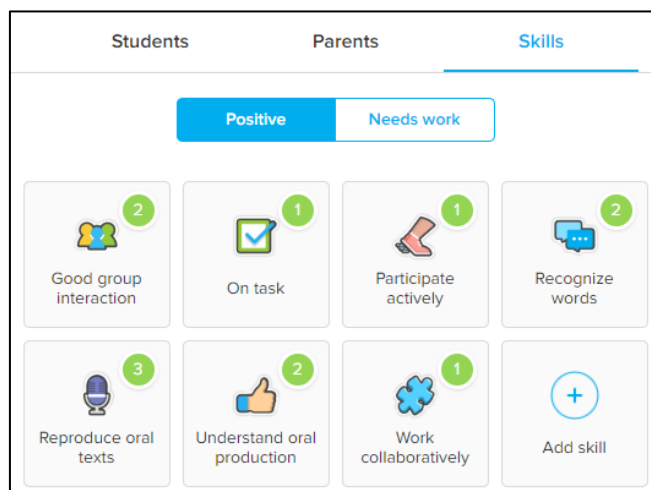 Students Parents Skills
Positive Needs work
2 1 1 2
Good group interaction
On task
Participate actively
Recognize words
3 2 1
Reproduce oral texts
Understand oral production
Work collaboratively
+
Add skill